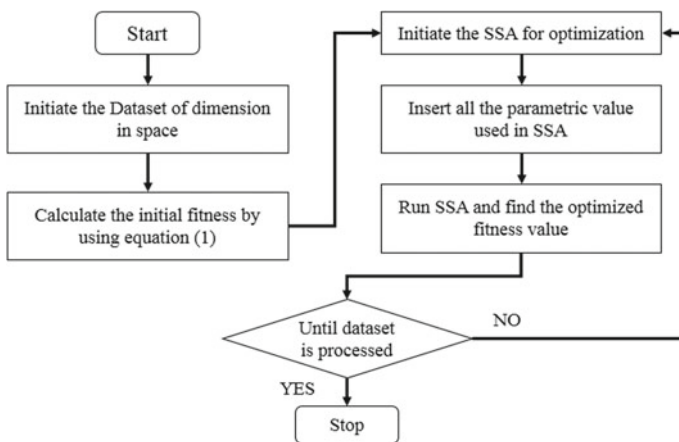 Start
Initiate the Dataset of dimension
in space
Calculate the initial fitness by
using equation (1)
Initiate the SSA for optimization
Insert all the parametric value
used in SSA
Run SSA and find the optimized
fitness value
Until dataset
is processed
NO
YES
Stop